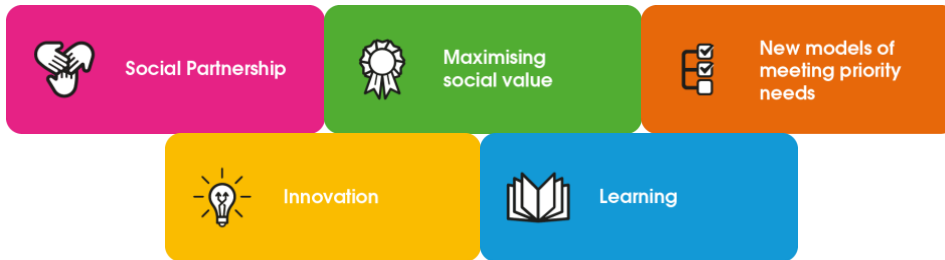 Social Partnership
Maximising
social value
New models of
meeting priority
needs
Innovation
Learning